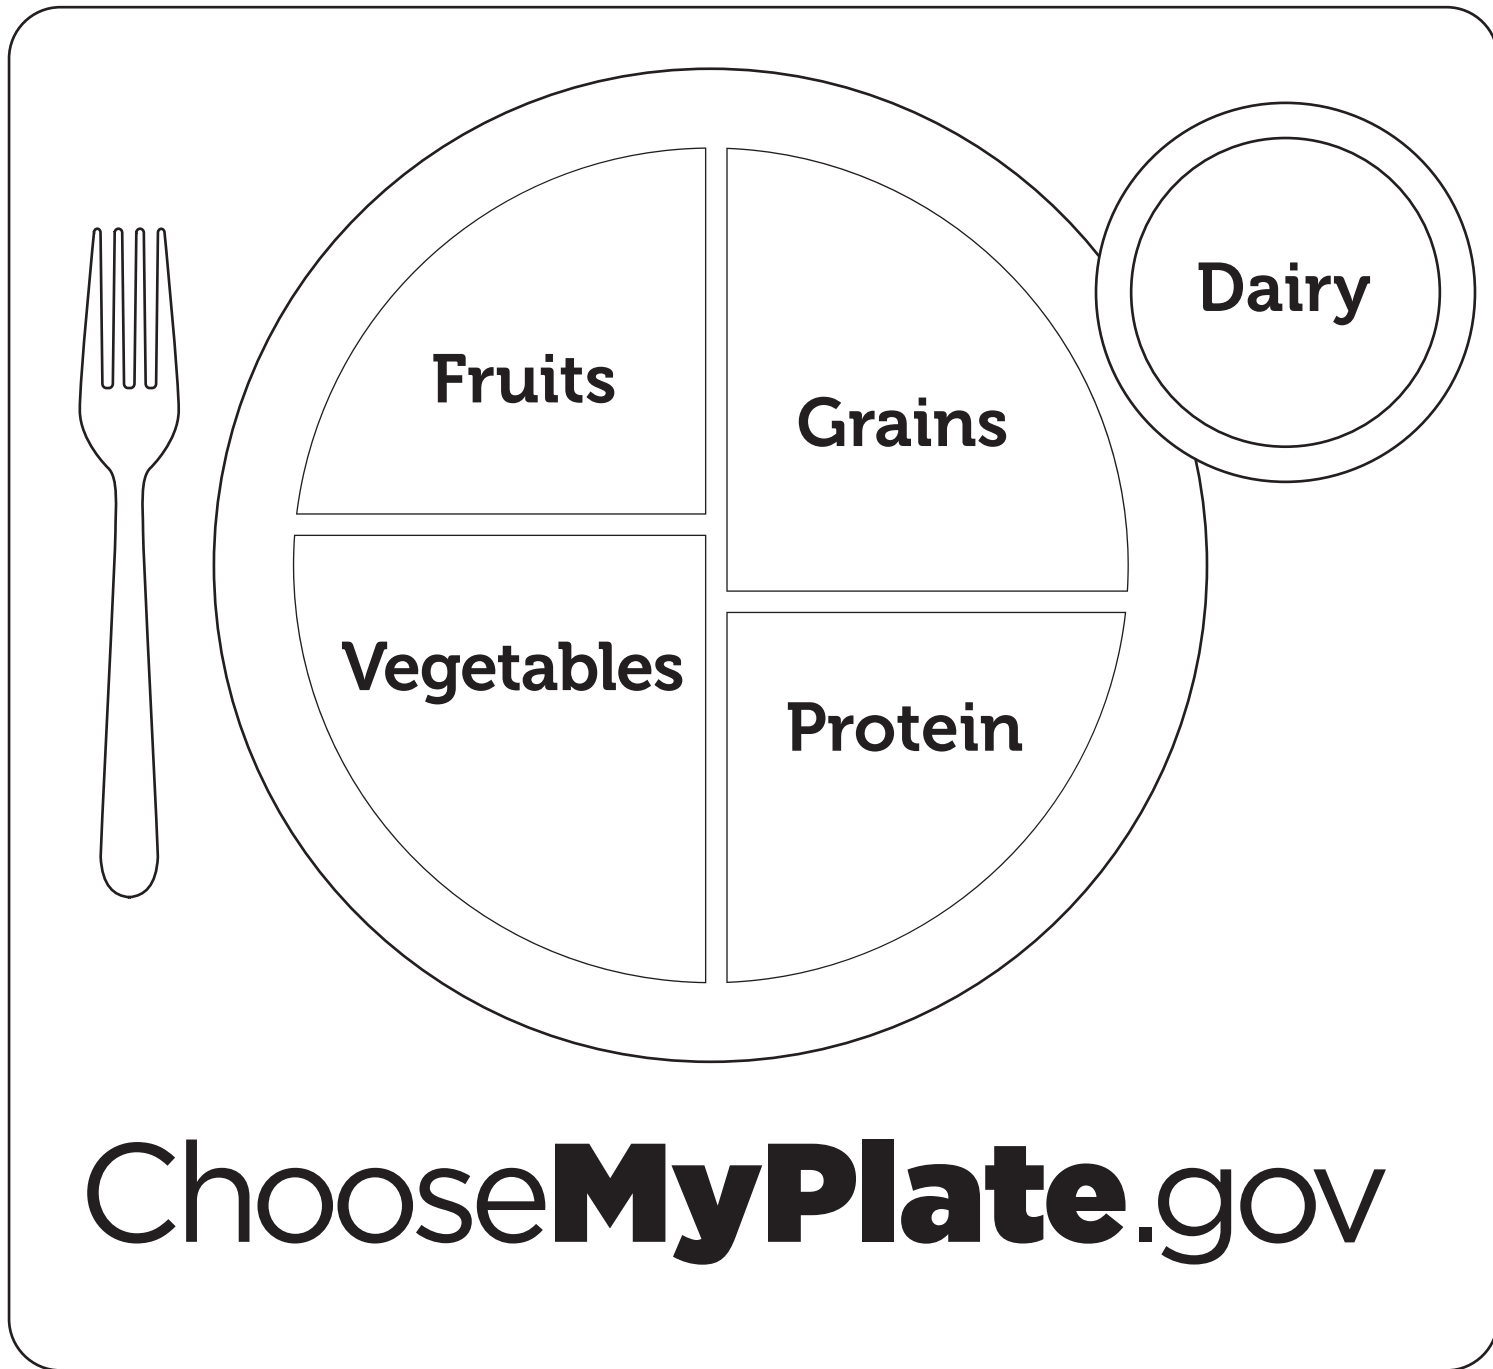 Fruits
Grains
Dairy
Vegetables
Protein
ChooseMyPlate.gov